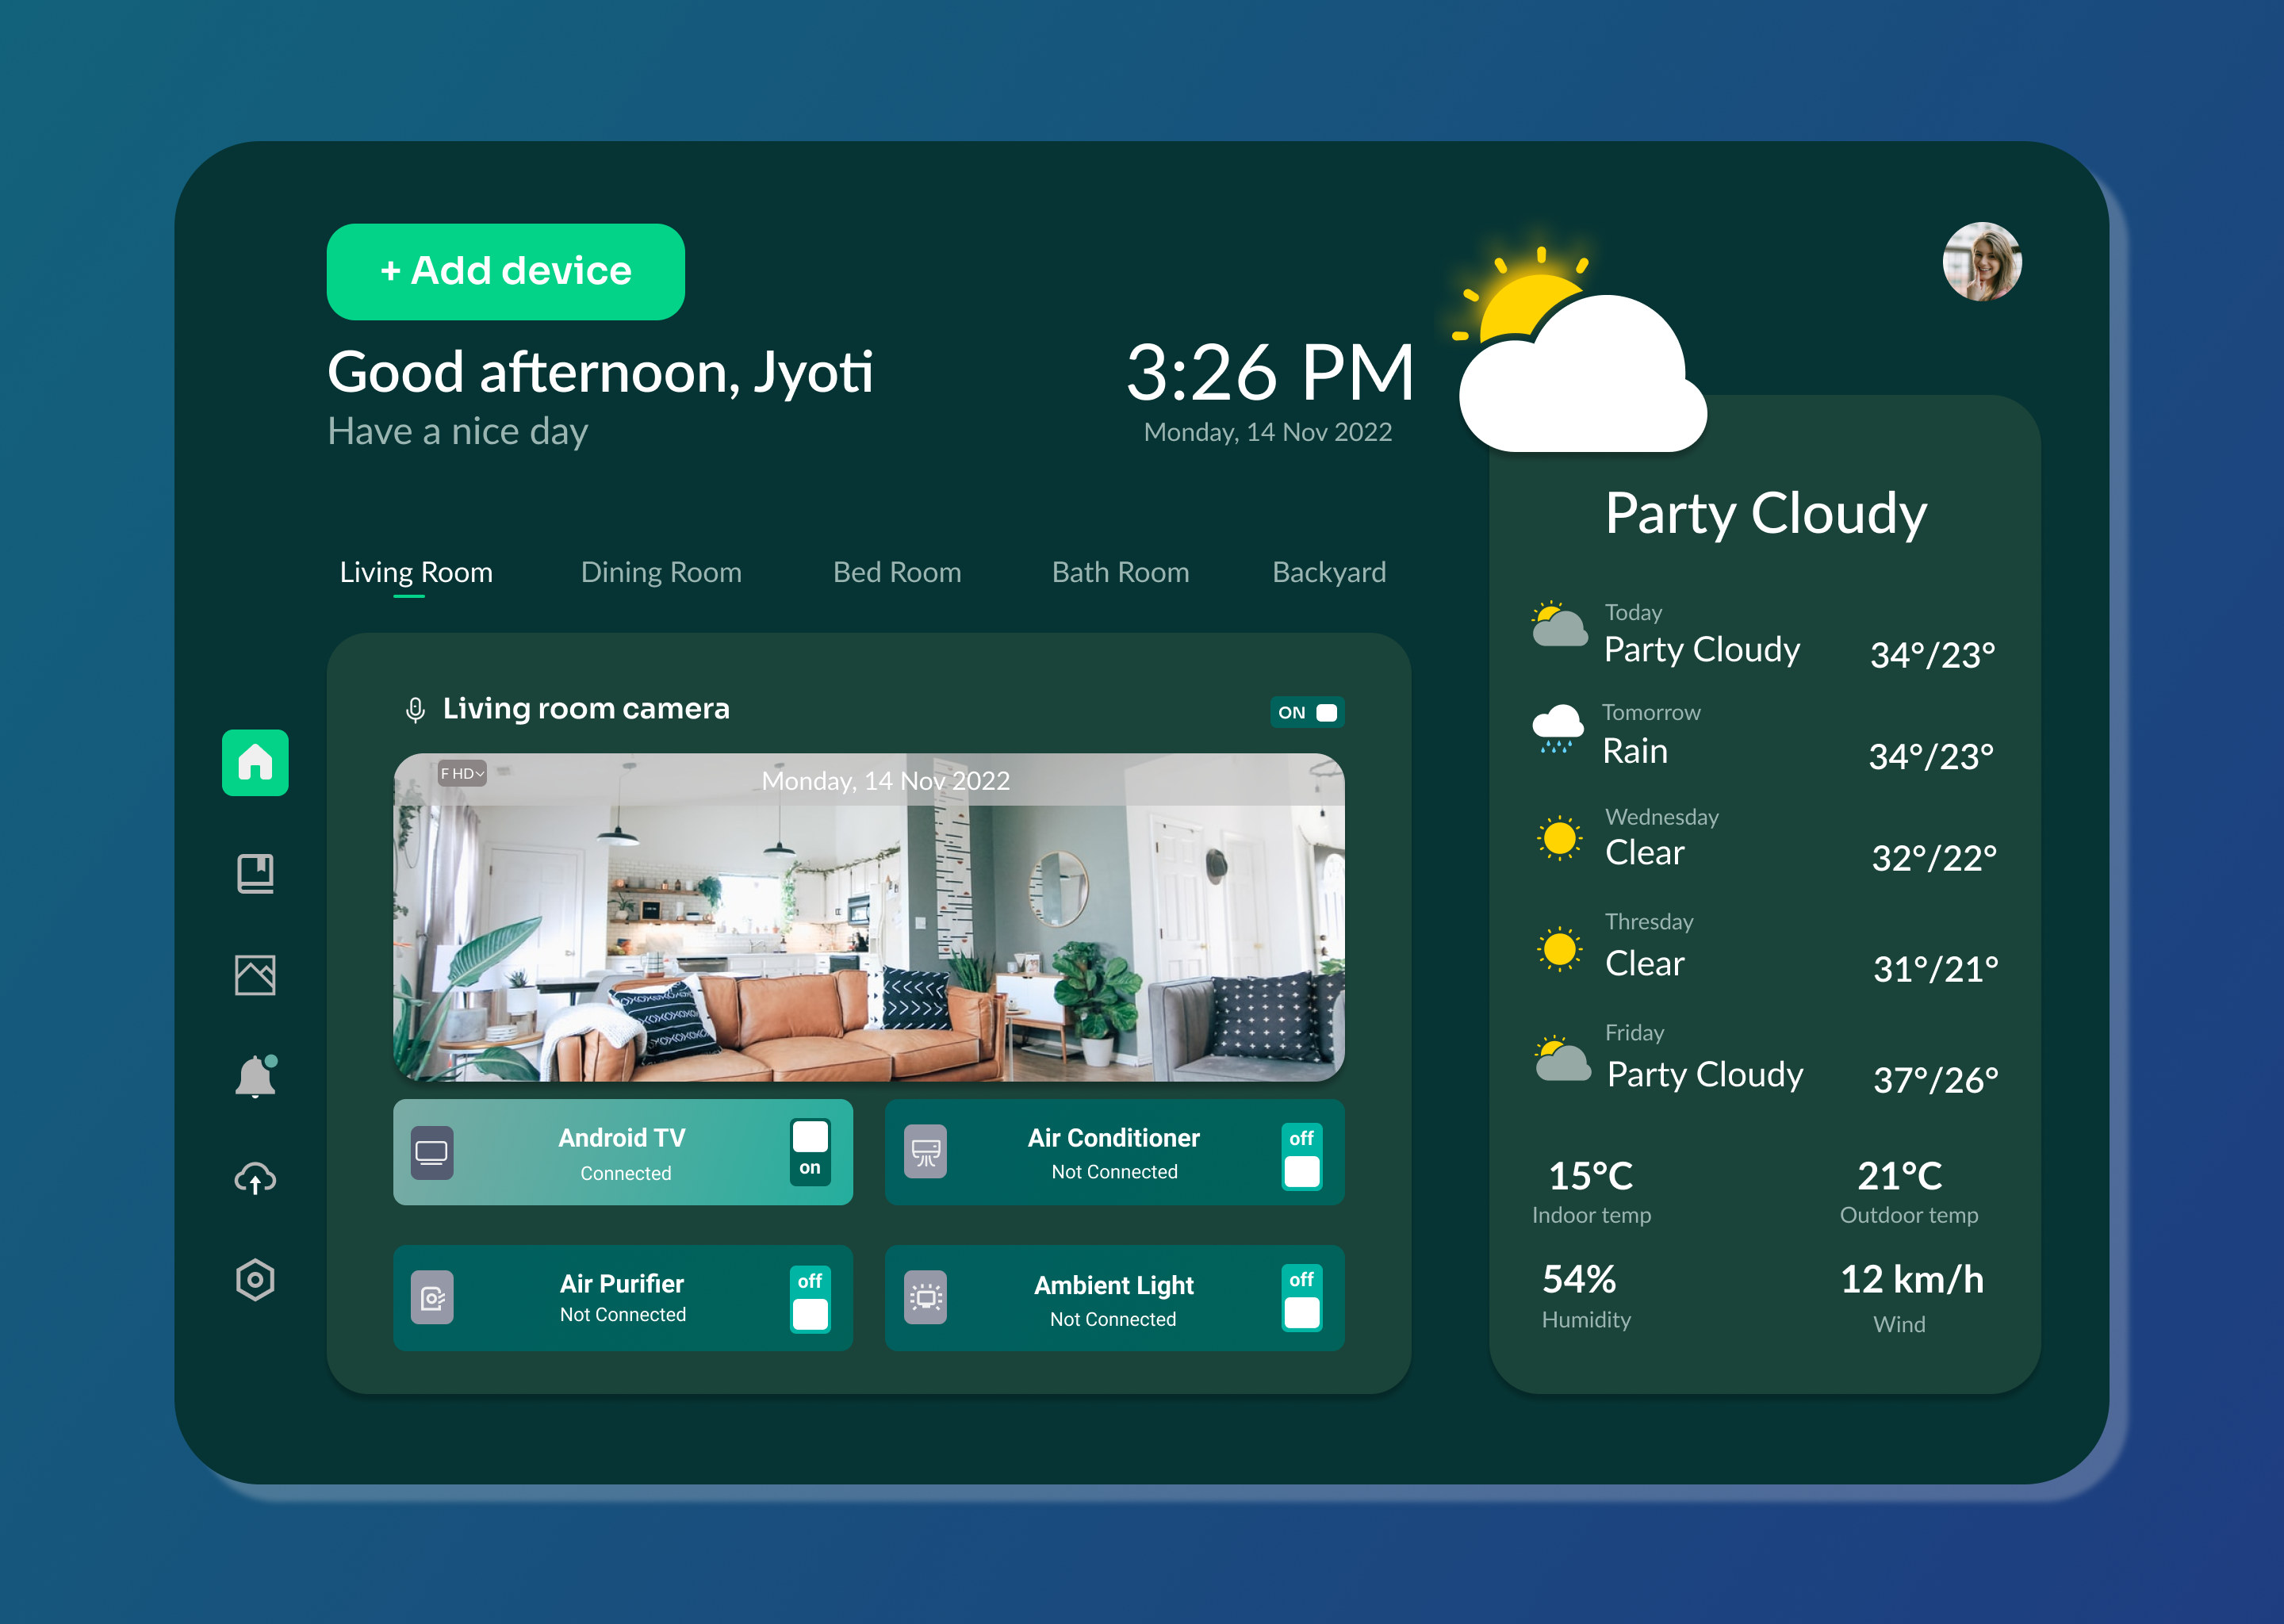 + Add device
Good afternoon, Jyoti
Have a nice day
3:26 PM
Monday, 14 Nov 2022
Living Room
Dining Room
Bed Room
Bath Room
Backyard
Living room camera
ON
F HD
Monday, 14 Nov 2022
Android TV
Connected
on
Air Conditioner
Not Connected
off
Air Purifier
Not Connected
off
Ambient Light
Not Connected
off
Party Cloudy
Today
Party Cloudy
34°/23°
Tomorrow
Rain
34°/23°
Wednesday
Clear
32°/22°
Thresday
Clear
31°/21°
Friday
Party Cloudy
37°/26°
15°C
Indoor temp
21°C
Outdoor temp
54%
Humidity
12 km/h
Wind